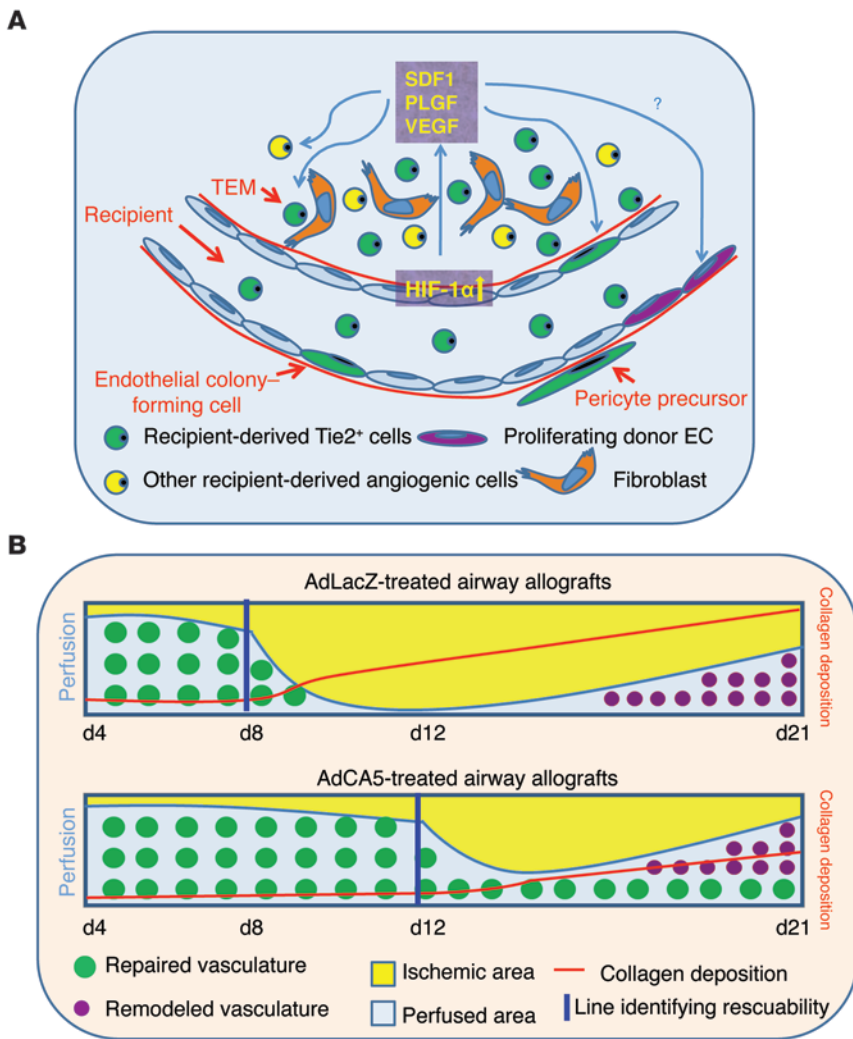 A
SDF1
PLGF
VEGF
?
TEM
Recipient
HIF-1α↑
Endothelial colony–
forming cell
Pericyte precursor
Recipient-derived Tie2⁺ cells
Proliferating donor EC
Other recipient-derived angiogenic cells
Fibroblast
B
AdLacZ-treated airway allografts
Perfusion
Collagen deposition
d4 d8 d12 d21
AdCA5-treated airway allografts
Perfusion
Collagen deposition
d4 d8 d12 d21
Repaired vasculature
Ischemic area
Collagen deposition
Remodeled vasculature
Perfused area
Line identifying rescuability